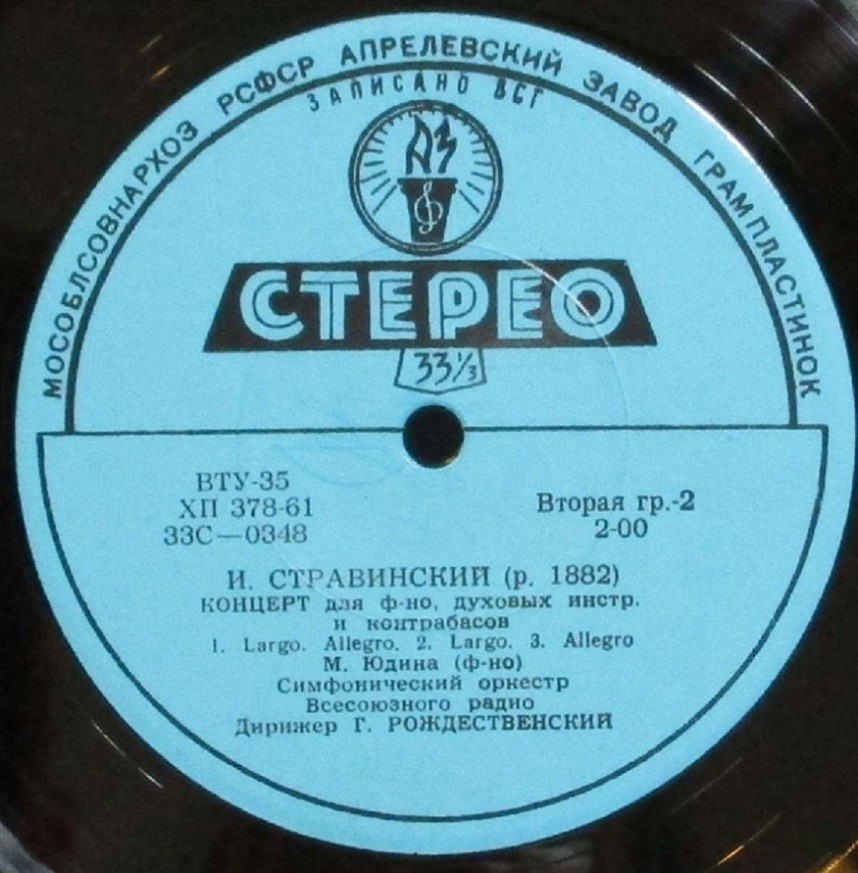 МОСОБЛСОВНАРХОЗ РСФСР АПРЕЛЕВСКИЙ ЗАВОД ГРАМПЛАСТИНОК
ЗАПИСАНО ВСГ
АЗ
СТЕРЕО
33⅓
ВТУ-35
ХП 378-61
33С—0348
Вторая гр.-2
2-00
И. СТРАВИНСКИЙ (р. 1882)
КОНЦЕРТ для ф-но, духовых инстр.
и контрабасов
1. Largo. Allegro. 2. Largo. 3. Allegro
М. Юдина (ф-но)
Симфонический оркестр
Всесоюзного радио
Дирижер Г. РОЖДЕСТВЕНСКИЙ